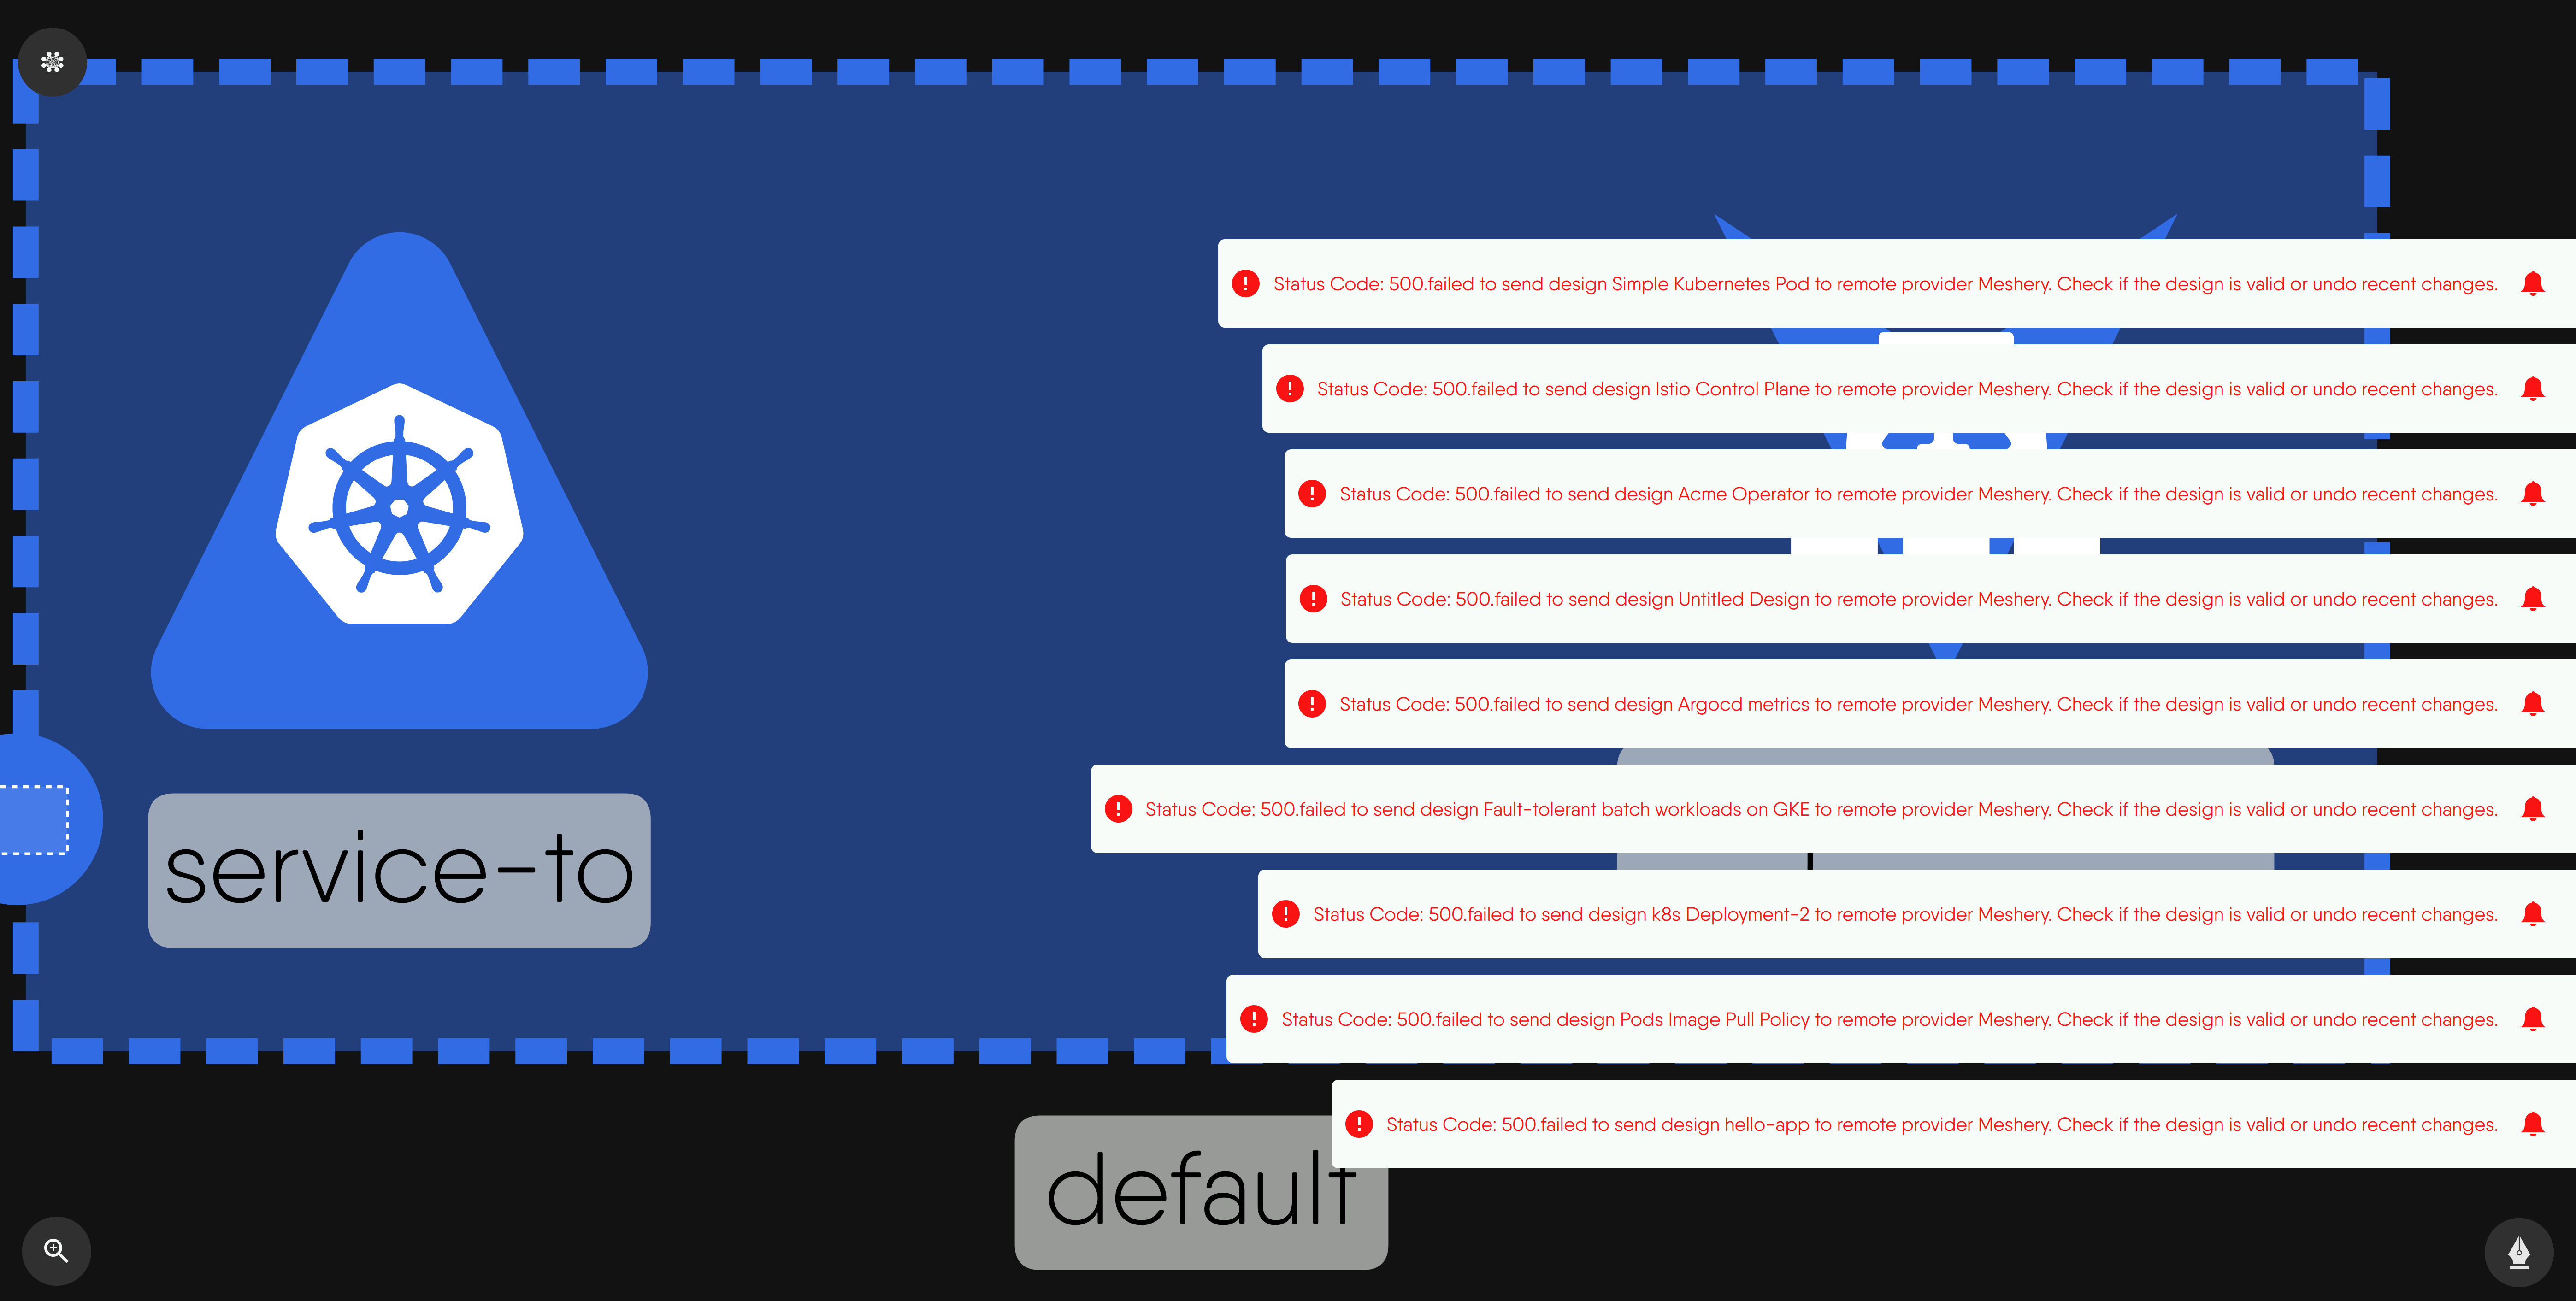 Status Code: 500.failed to send design Simple Kubernetes Pod to remote provider Meshery. Check if the design is valid or undo recent changes.
Status Code: 500.failed to send design Istio Control Plane to remote provider Meshery. Check if the design is valid or undo recent changes.
Status Code: 500.failed to send design Acme Operator to remote provider Meshery. Check if the design is valid or undo recent changes.
Status Code: 500.failed to send design Untitled Design to remote provider Meshery. Check if the design is valid or undo recent changes.
Status Code: 500.failed to send design Argocd metrics to remote provider Meshery. Check if the design is valid or undo recent changes.
Status Code: 500.failed to send design Fault-tolerant batch workloads on GKE to remote provider Meshery. Check if the design is valid or undo recent changes.
service-to
Status Code: 500.failed to send design k8s Deployment-2 to remote provider Meshery. Check if the design is valid or undo recent changes.
Status Code: 500.failed to send design Pods Image Pull Policy to remote provider Meshery. Check if the design is valid or undo recent changes.
Status Code: 500.failed to send design hello-app to remote provider Meshery. Check if the design is valid or undo recent changes.
default